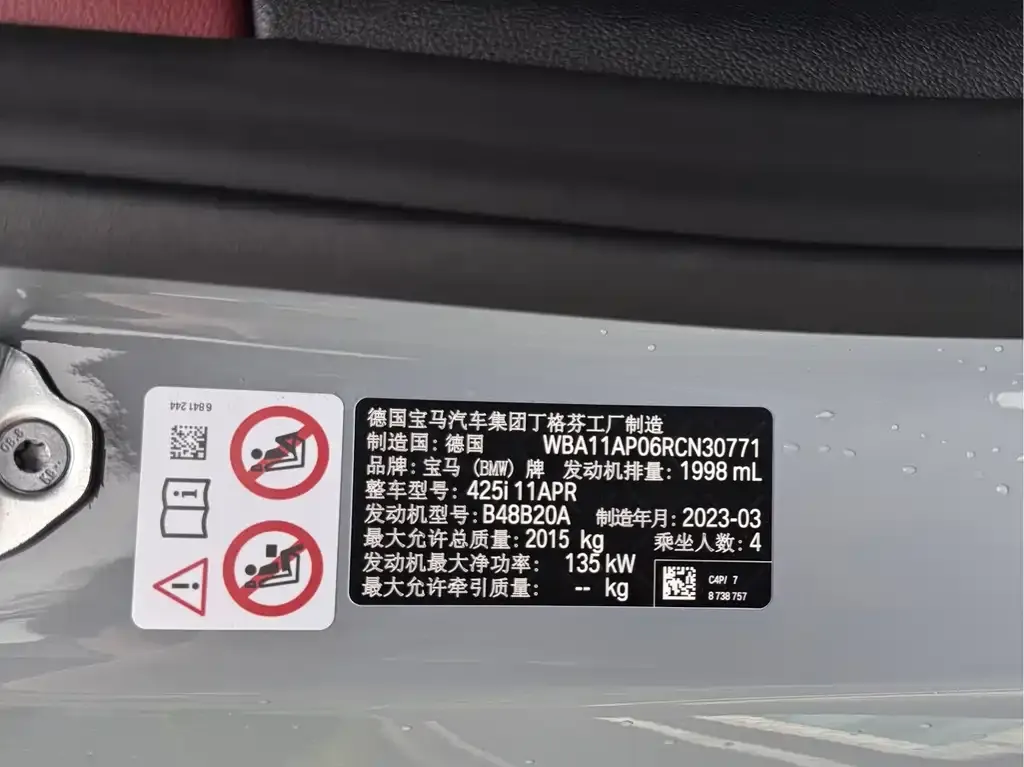 6841244
德国宝马汽车集团丁格芬工厂制造
制造国: 德国 WBA11AP06RCN30771
品牌: 宝马 (BMW) 牌 发动机排量: 1998 mL
整车型号: 425i 11APR
发动机型号: B48B20A 制造年月: 2023-03
最大允许总质量: 2015 kg 乘坐人数: 4
发动机最大净功率: 135 kW
最大允许牵引质量: -- kg
C4P/ 7
8 738 757